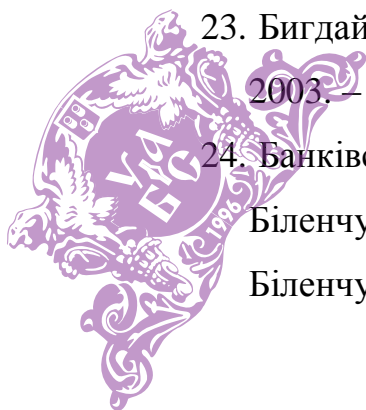 23. Бигдай
2003. –
24. Банківс
Біленчу
Біленчу
УАБС
1996